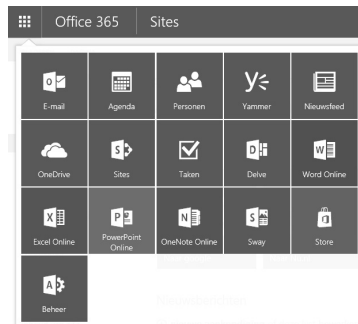 Office 365 Sites
E-mail Agenda Personen Yammer Nieuwsfeed
OneDrive Sites Taken Delve Word Online
Excel Online PowerPoint Online OneNote Online Sway Store
Beheer